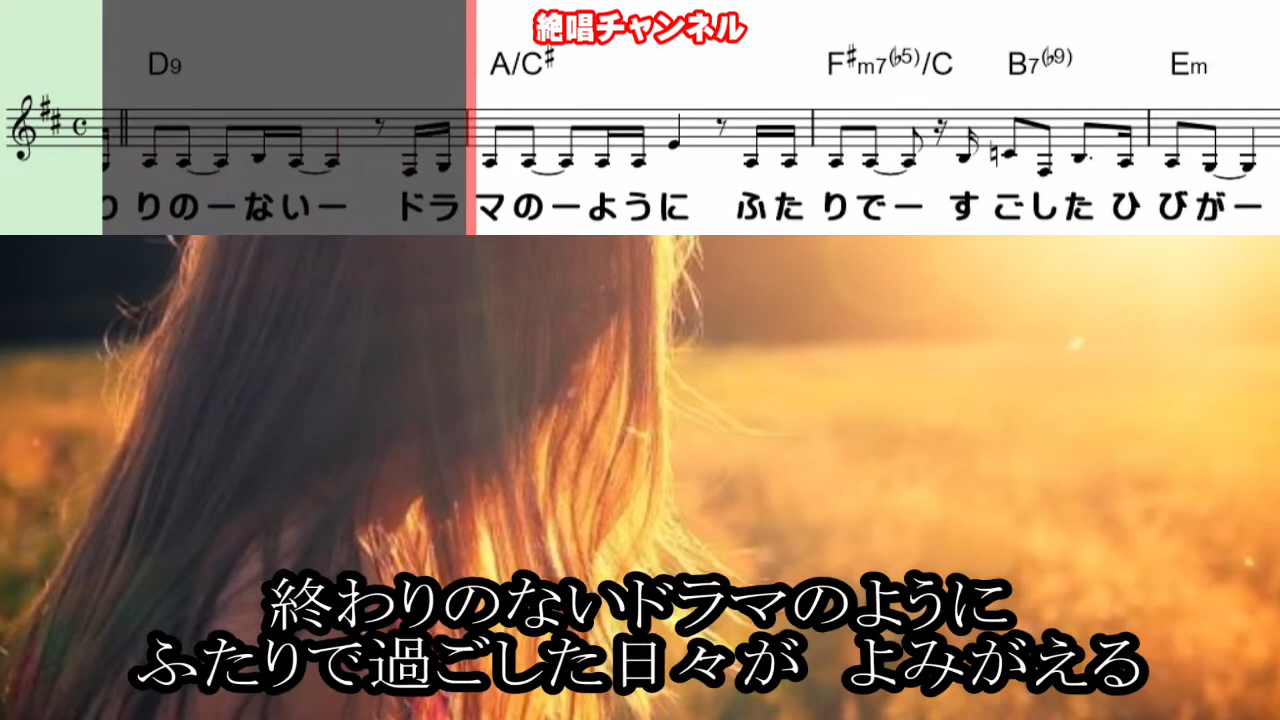 絶唱チャンネル
D9 A/C# F#m7(b5)/C B7(b9) Em
りのーないー ドラマのーように ふたりでー すごした ひびがー
終わりのないドラマのように
ふたりで過ごした日々が よみがえる